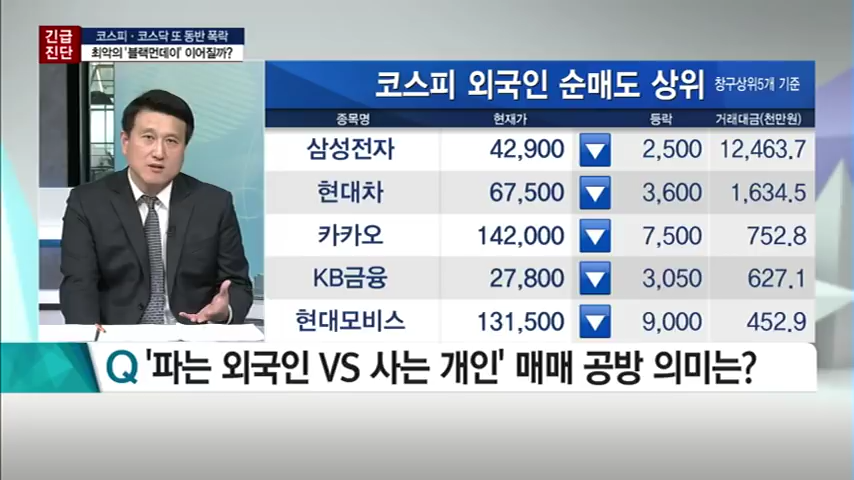 긴급
진단
코스피·코스닥 또 동반 폭락
최악의 '블랙먼데이' 이어질까?
코스피 외국인 순매도 상위 창구상위5개 기준
종목명 현재가 등락 거래대금(천만원)
삼성전자 42,900 ▼ 2,500 12,463.7
현대차 67,500 ▼ 3,600 1,634.5
카카오 142,000 ▼ 7,500 752.8
KB금융 27,800 ▼ 3,050 627.1
현대모비스 131,500 ▼ 9,000 452.9
Q '파는 외국인 VS 사는 개인' 매매 공방 의미는?